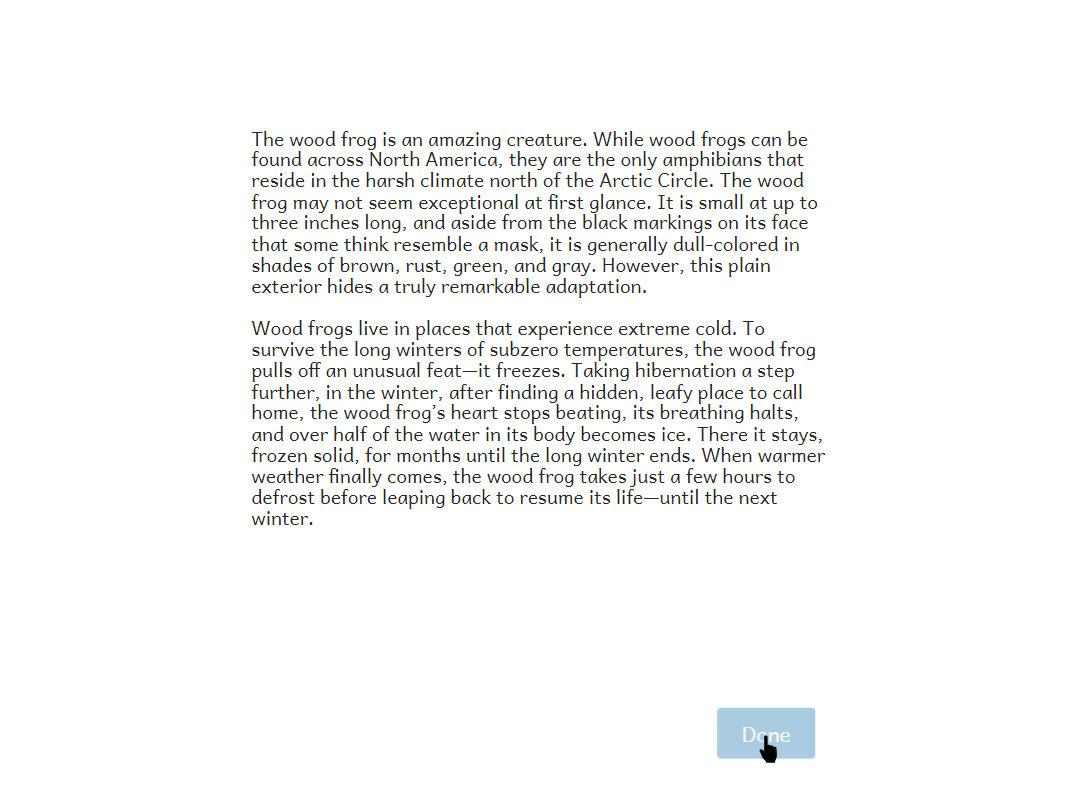 The wood frog is an amazing creature. While wood frogs can be
found across North America, they are the only amphibians that
reside in the harsh climate north of the Arctic Circle. The wood
frog may not seem exceptional at first glance. It is small at up to
three inches long, and aside from the black markings on its face
that some think resemble a mask, it is generally dull-colored in
shades of brown, rust, green, and gray. However, this plain
exterior hides a truly remarkable adaptation.
Wood frogs live in places that experience extreme cold. To
survive the long winters of subzero temperatures, the wood frog
pulls off an unusual feat—it freezes. Taking hibernation a step
further, in the winter, after finding a hidden, leafy place to call
home, the wood frog’s heart stops beating, its breathing halts,
and over half of the water in its body becomes ice. There it stays,
frozen solid, for months until the long winter ends. When warmer
weather finally comes, the wood frog takes just a few hours to
defrost before leaping back to resume its life—until the next
winter.
Done